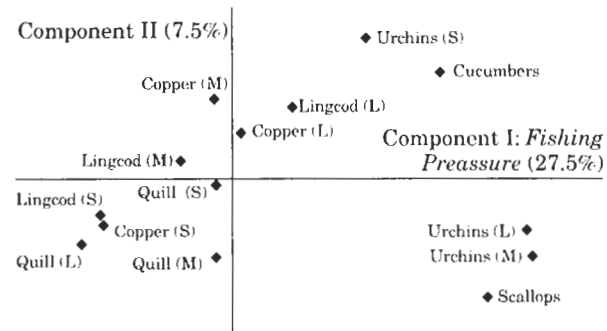 Component II (7.5%)
Urchins (S)
Cucumbers
Copper (M)
Lingcod (L)
Copper (L)
Component I: Fishing
Preassure (27.5%)
Lingcod (M)
Quill (S)
Lingcod (S)
Copper (S)
Urchins (L)
Quill (L)
Quill (M)
Urchins (M)
Scallops